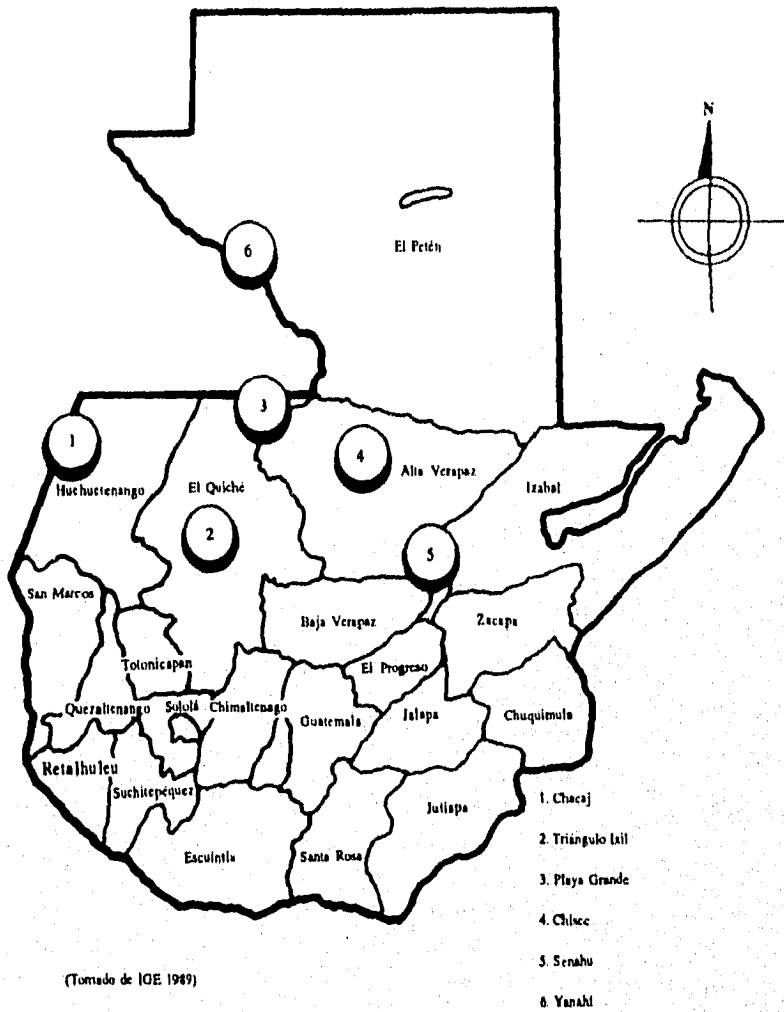 N
6
El Petén
3
1
4
Alta Verapaz
Huehuetenango
El Quiché
Izabal
2
5
San Marcos
Baja Verapaz
Zacapa
Totonicapan
El Progreso
Quezaltenango
Sololá
Chimaltenago
Guatemala
Jalapa
Chuquimula
Retalhuleu
Suchitepéquez
Jutiapa
Escuintla
Santa Rosa
1. Chacaj
2. Triángulo Ixil
3. Playa Grande
4. Chisec
5. Senahu
6. Yanahí
(Tomado de IGE 1989)